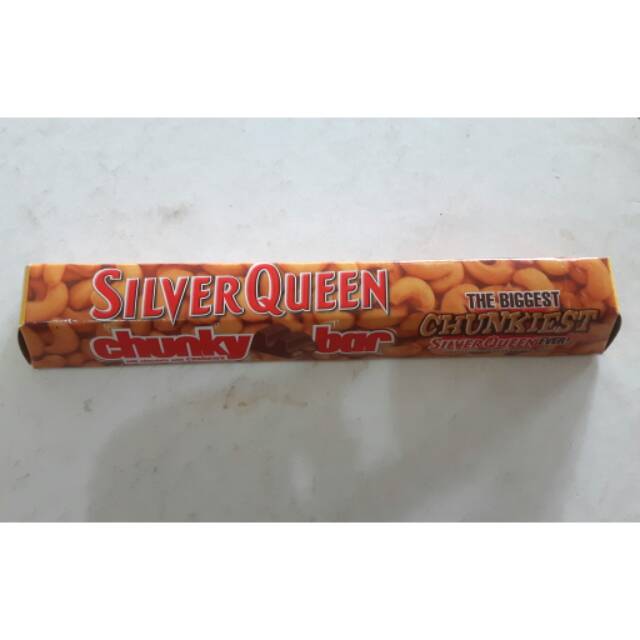 SILVERQUEEN
chunky bar
THE BIGGEST
CHUNKIEST
SILVERQUEEN EVER!